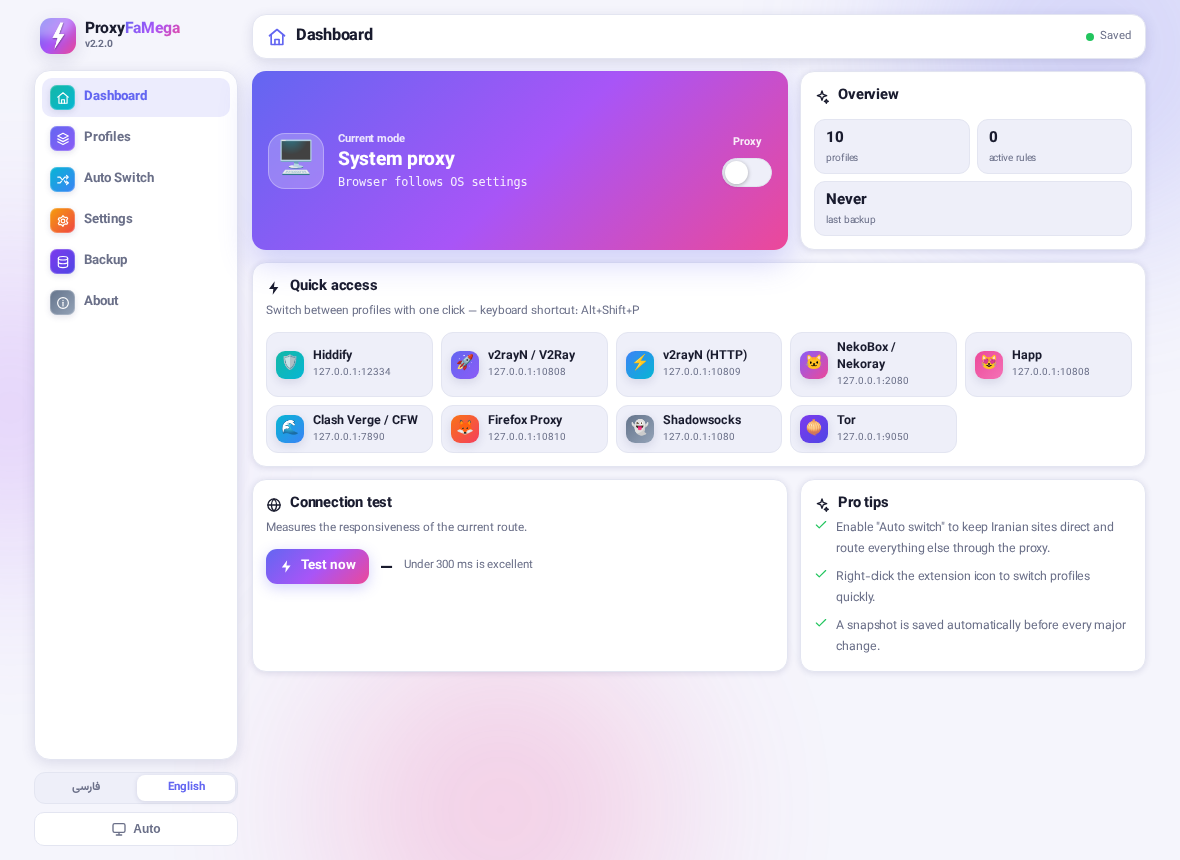 ProxyFaMega
v2.2.0
Dashboard
Profiles
Auto Switch
Settings
Backup
About
فارسی
English
Auto
Dashboard
Saved
Current mode
System proxy
Browser follows OS settings
Proxy
Overview
10
profiles
0
active rules
Never
last backup
Quick access
Switch between profiles with one click — keyboard shortcut: Alt+Shift+P
Hiddify
127.0.0.1:12334
v2rayN / V2Ray
127.0.0.1:10808
v2rayN (HTTP)
127.0.0.1:10809
NekoBox /
Nekoray
127.0.0.1:2080
Happ
127.0.0.1:10808
Clash Verge / CFW
127.0.0.1:7890
Firefox Proxy
127.0.0.1:10810
Shadowsocks
127.0.0.1:1080
Tor
127.0.0.1:9050
Connection test
Measures the responsiveness of the current route.
Test now
—
Under 300 ms is excellent
Pro tips
Enable "Auto switch" to keep Iranian sites direct and
route everything else through the proxy.
Right-click the extension icon to switch profiles
quickly.
A snapshot is saved automatically before every major
change.